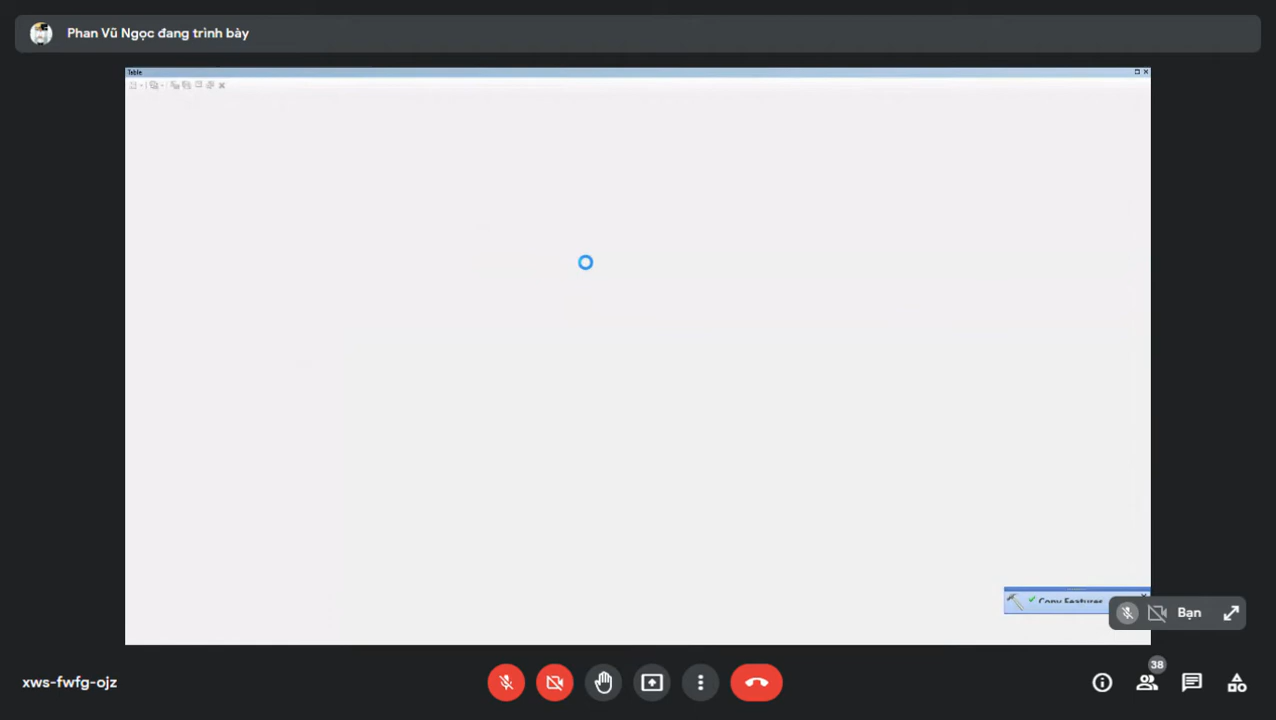 Phan Vũ Ngọc đang trình bày
Table
Copy Features
Bạn
xws-fwfg-ojz
38